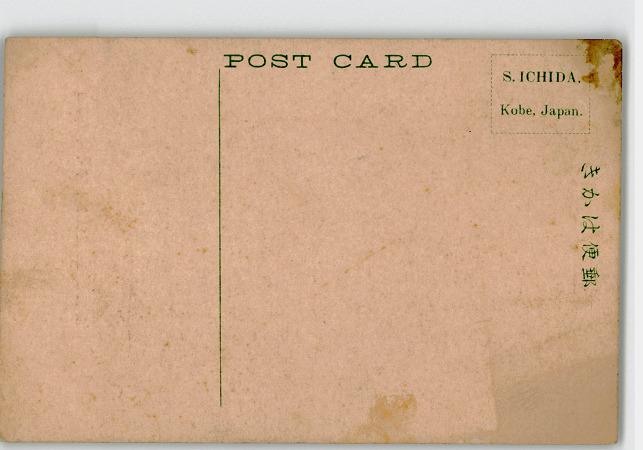 POST CARD
S. ICHIDA,
Kobe, Japan.
郵便はかき